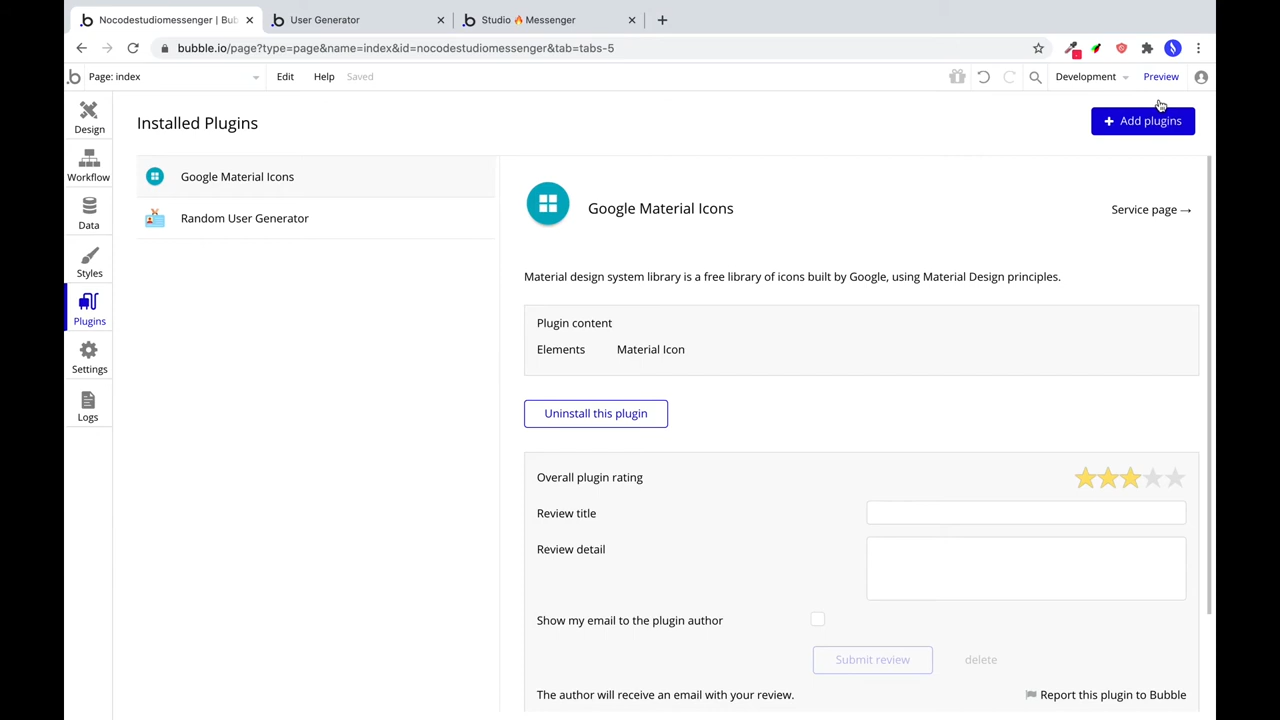 Nocodestudiomessenger | Bub
User Generator
Studio 🔥 Messenger
bubble.io/page?type=page&name=index&id=nocodestudiomessenger&tab=tabs-5
Page: index
Edit
Help
Saved
Development
Preview
Design
Workflow
Data
Styles
Plugins
Settings
Logs
Installed Plugins
+ Add plugins
Google Material Icons
Random User Generator
Google Material Icons
Service page →
Material design system library is a free library of icons built by Google, using Material Design principles.
Plugin content
Elements Material Icon
Uninstall this plugin
Overall plugin rating
Review title
Review detail
Show my email to the plugin author
Submit review delete
The author will receive an email with your review.
Report this plugin to Bubble